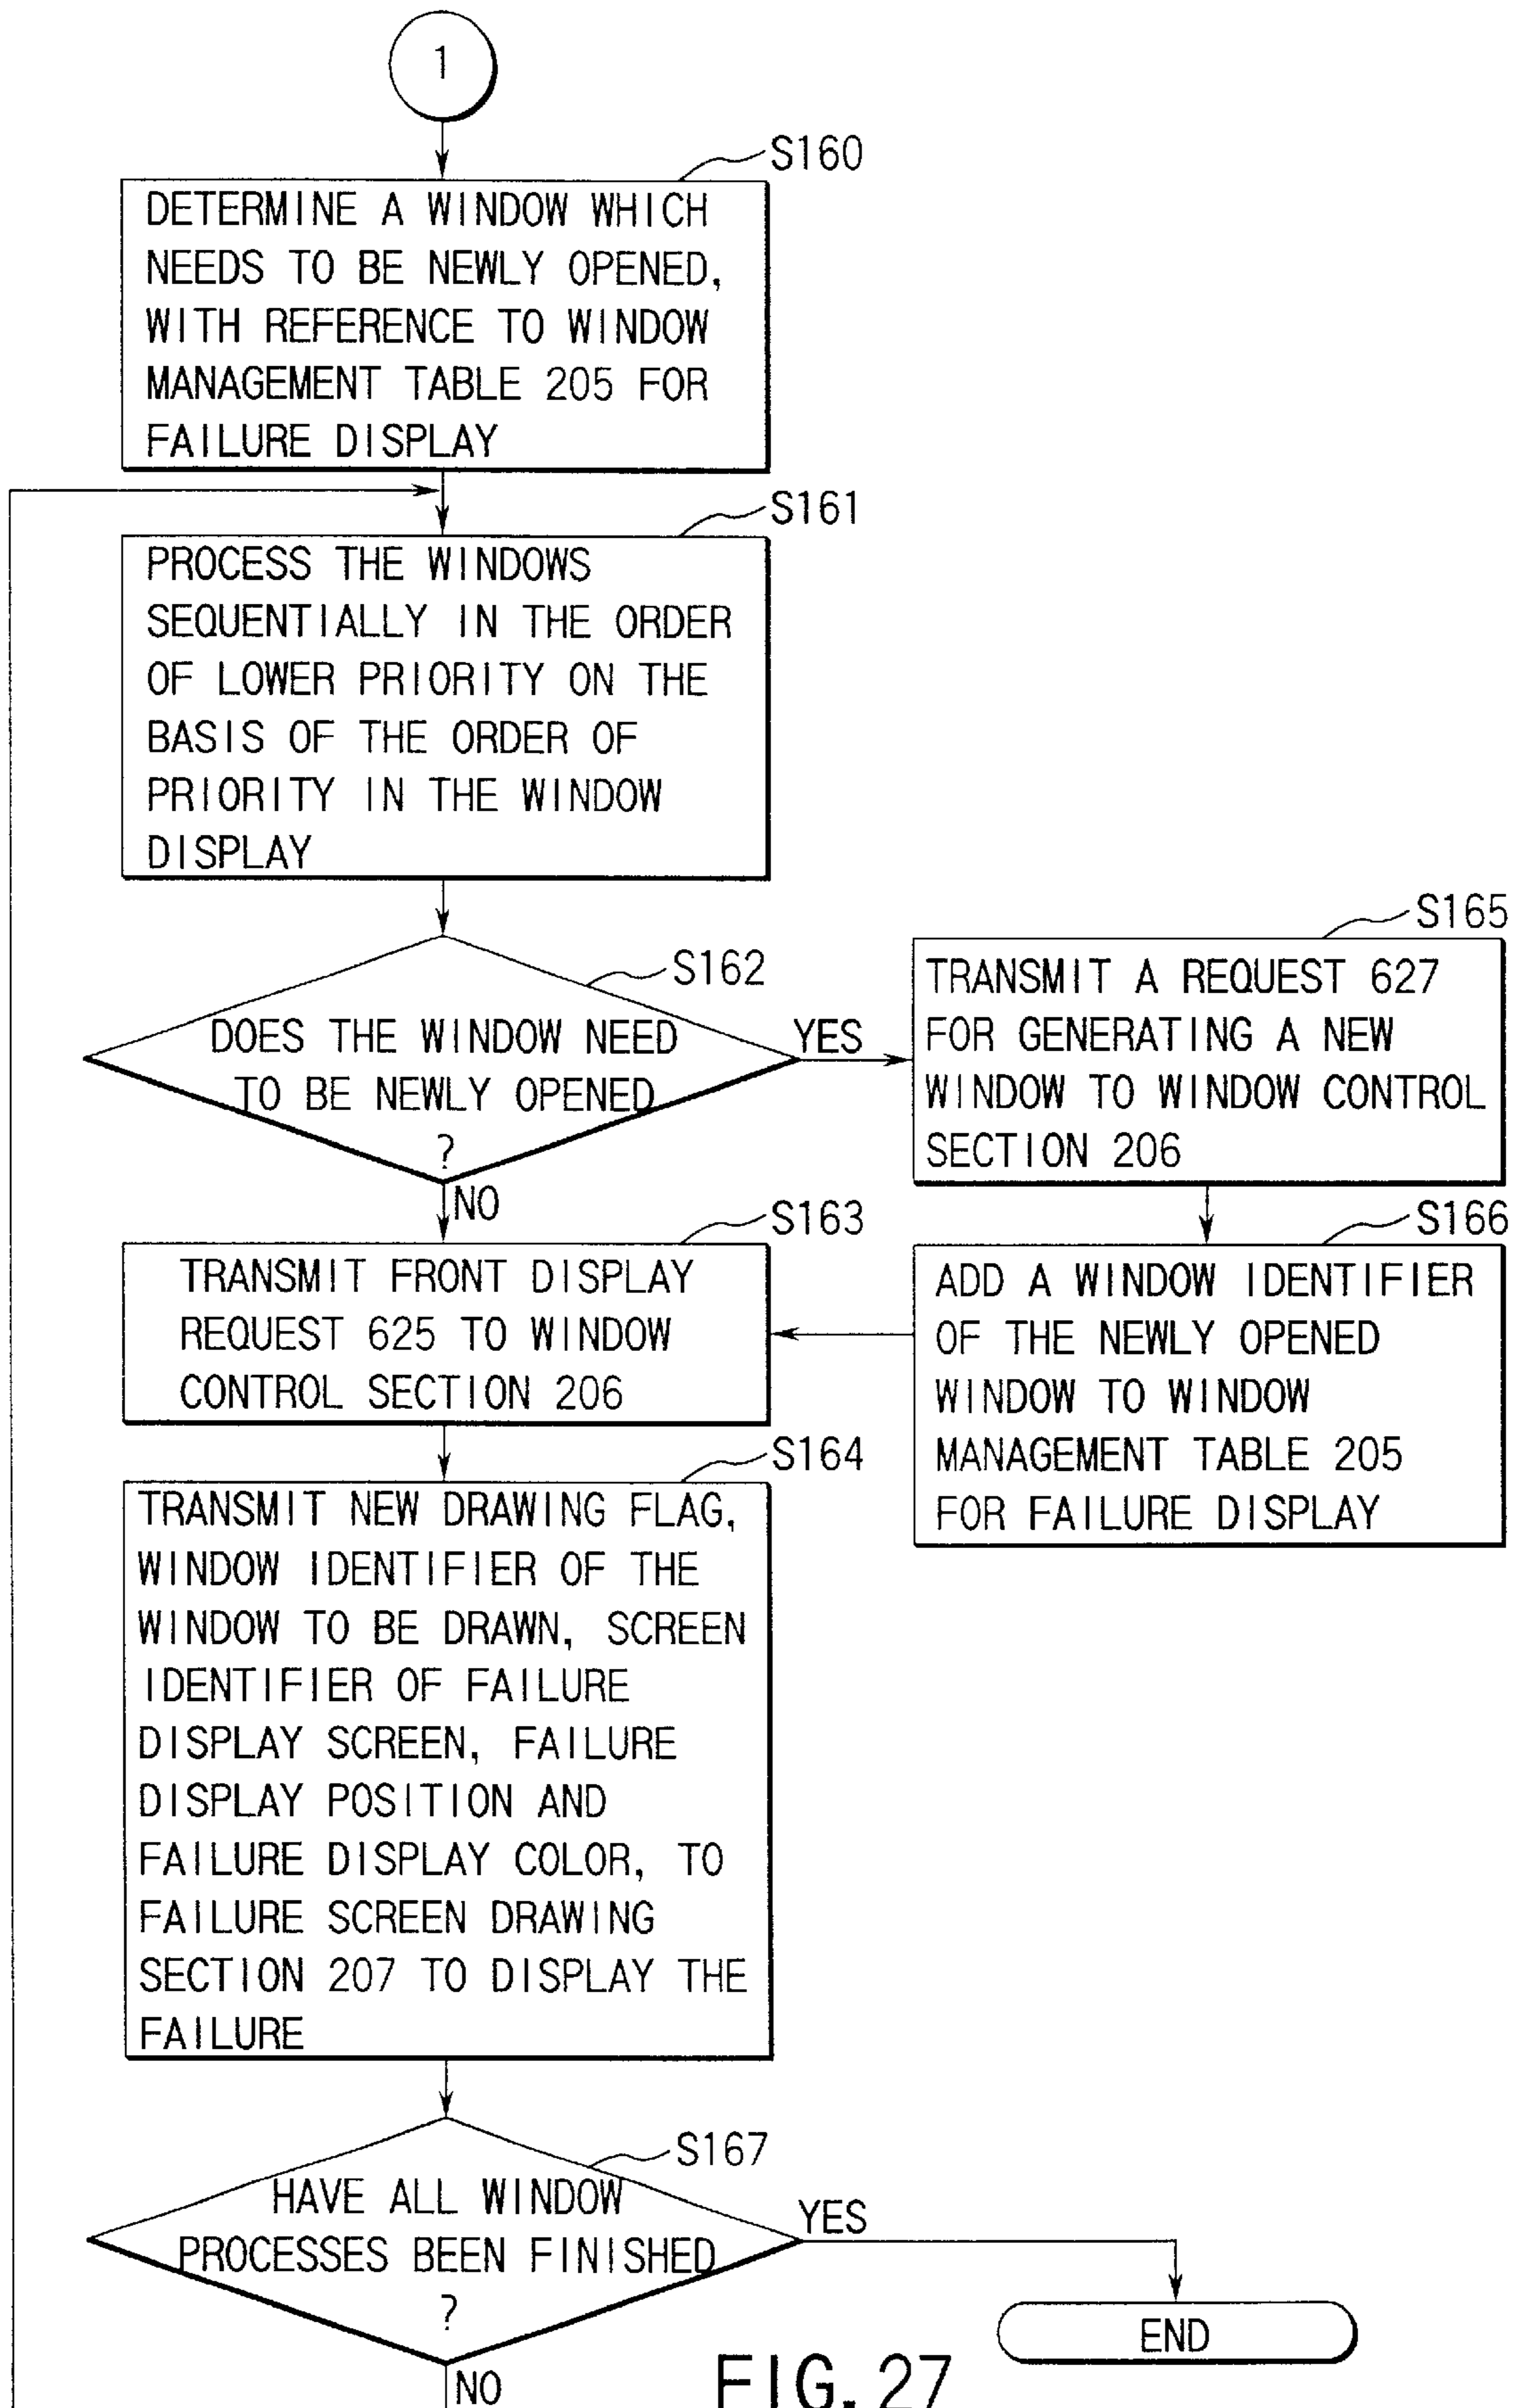 1
S160
DETERMINE A WINDOW WHICH
NEEDS TO BE NEWLY OPENED,
WITH REFERENCE TO WINDOW
MANAGEMENT TABLE 205 FOR
FAILURE DISPLAY
S161
PROCESS THE WINDOWS
SEQUENTIALLY IN THE ORDER
OF LOWER PRIORITY ON THE
BASIS OF THE ORDER OF
PRIORITY IN THE WINDOW
DISPLAY
S162
DOES THE WINDOW NEED
TO BE NEWLY OPENED
?
YES
NO
S165
TRANSMIT A REQUEST 627
FOR GENERATING A NEW
WINDOW TO WINDOW CONTROL
SECTION 206
S166
ADD A WINDOW IDENTIFIER
OF THE NEWLY OPENED
WINDOW TO WINDOW
MANAGEMENT TABLE 205
FOR FAILURE DISPLAY
S163
TRANSMIT FRONT DISPLAY
REQUEST 625 TO WINDOW
CONTROL SECTION 206
S164
TRANSMIT NEW DRAWING FLAG,
WINDOW IDENTIFIER OF THE
WINDOW TO BE DRAWN, SCREEN
IDENTIFIER OF FAILURE
DISPLAY SCREEN, FAILURE
DISPLAY POSITION AND
FAILURE DISPLAY COLOR, TO
FAILURE SCREEN DRAWING
SECTION 207 TO DISPLAY THE
FAILURE
S167
HAVE ALL WINDOW
PROCESSES BEEN FINISHED
?
YES
END
NO
FIG. 27